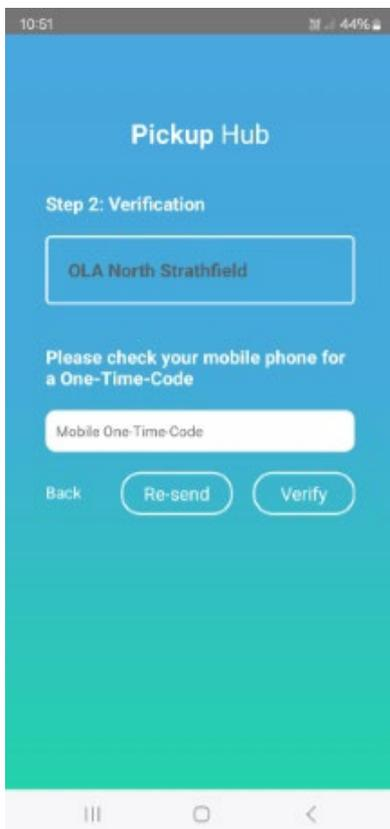 10:51 44%
Pickup Hub
Step 2: Verification
OLA North Strathfield
Please check your mobile phone for
a One-Time-Code
Mobile One-Time-Code
Back Re-send Verify